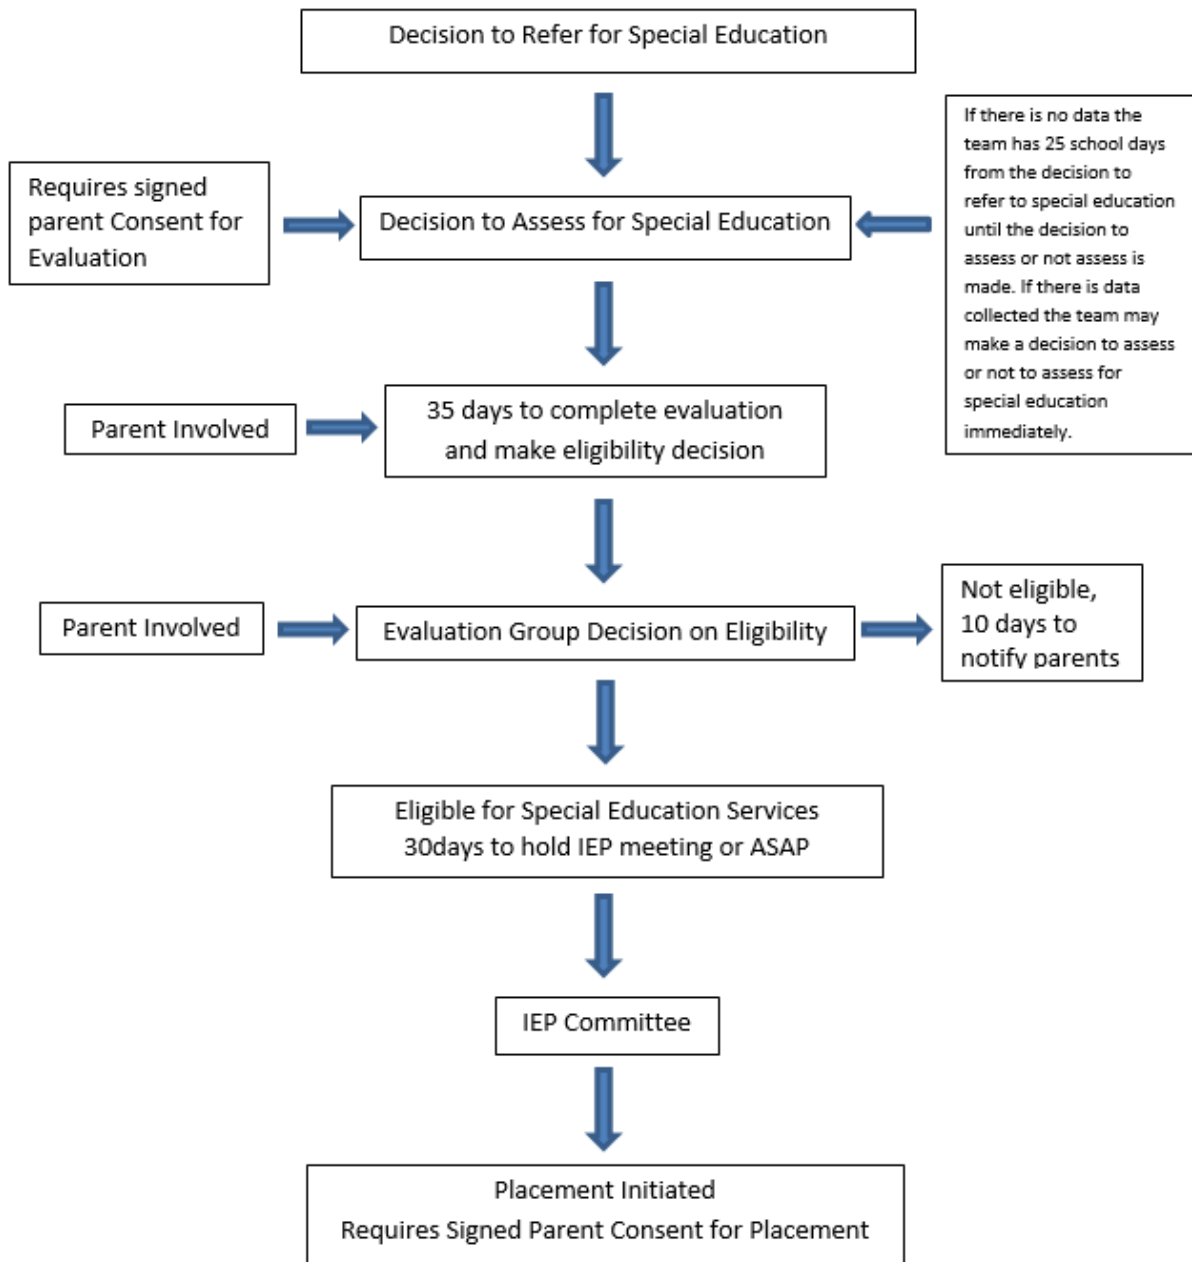 Decision to Refer for Special Education
If there is no data the
team has 25 school days
from the decision to
refer to special education
until the decision to
assess or not assess is
made. If there is data
collected the team may
make a decision to assess
or not to assess for
special education
immediately.
Requires signed
parent Consent for
Evaluation
Decision to Assess for Special Education
Parent Involved
35 days to complete evaluation
and make eligibility decision
Parent Involved
Evaluation Group Decision on Eligibility
Not eligible,
10 days to
notify parents
Eligible for Special Education Services
30days to hold IEP meeting or ASAP
IEP Committee
Placement Initiated
Requires Signed Parent Consent for Placement